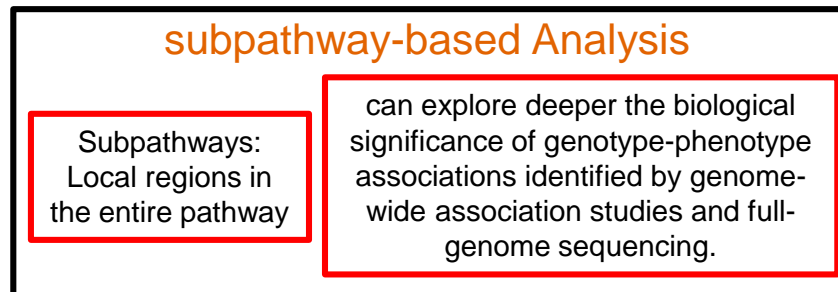 subpathway-based Analysis
Subpathways:
Local regions in
the entire pathway
can explore deeper the biological
significance of genotype-phenotype
associations identified by genome-
wide association studies and full-
genome sequencing.